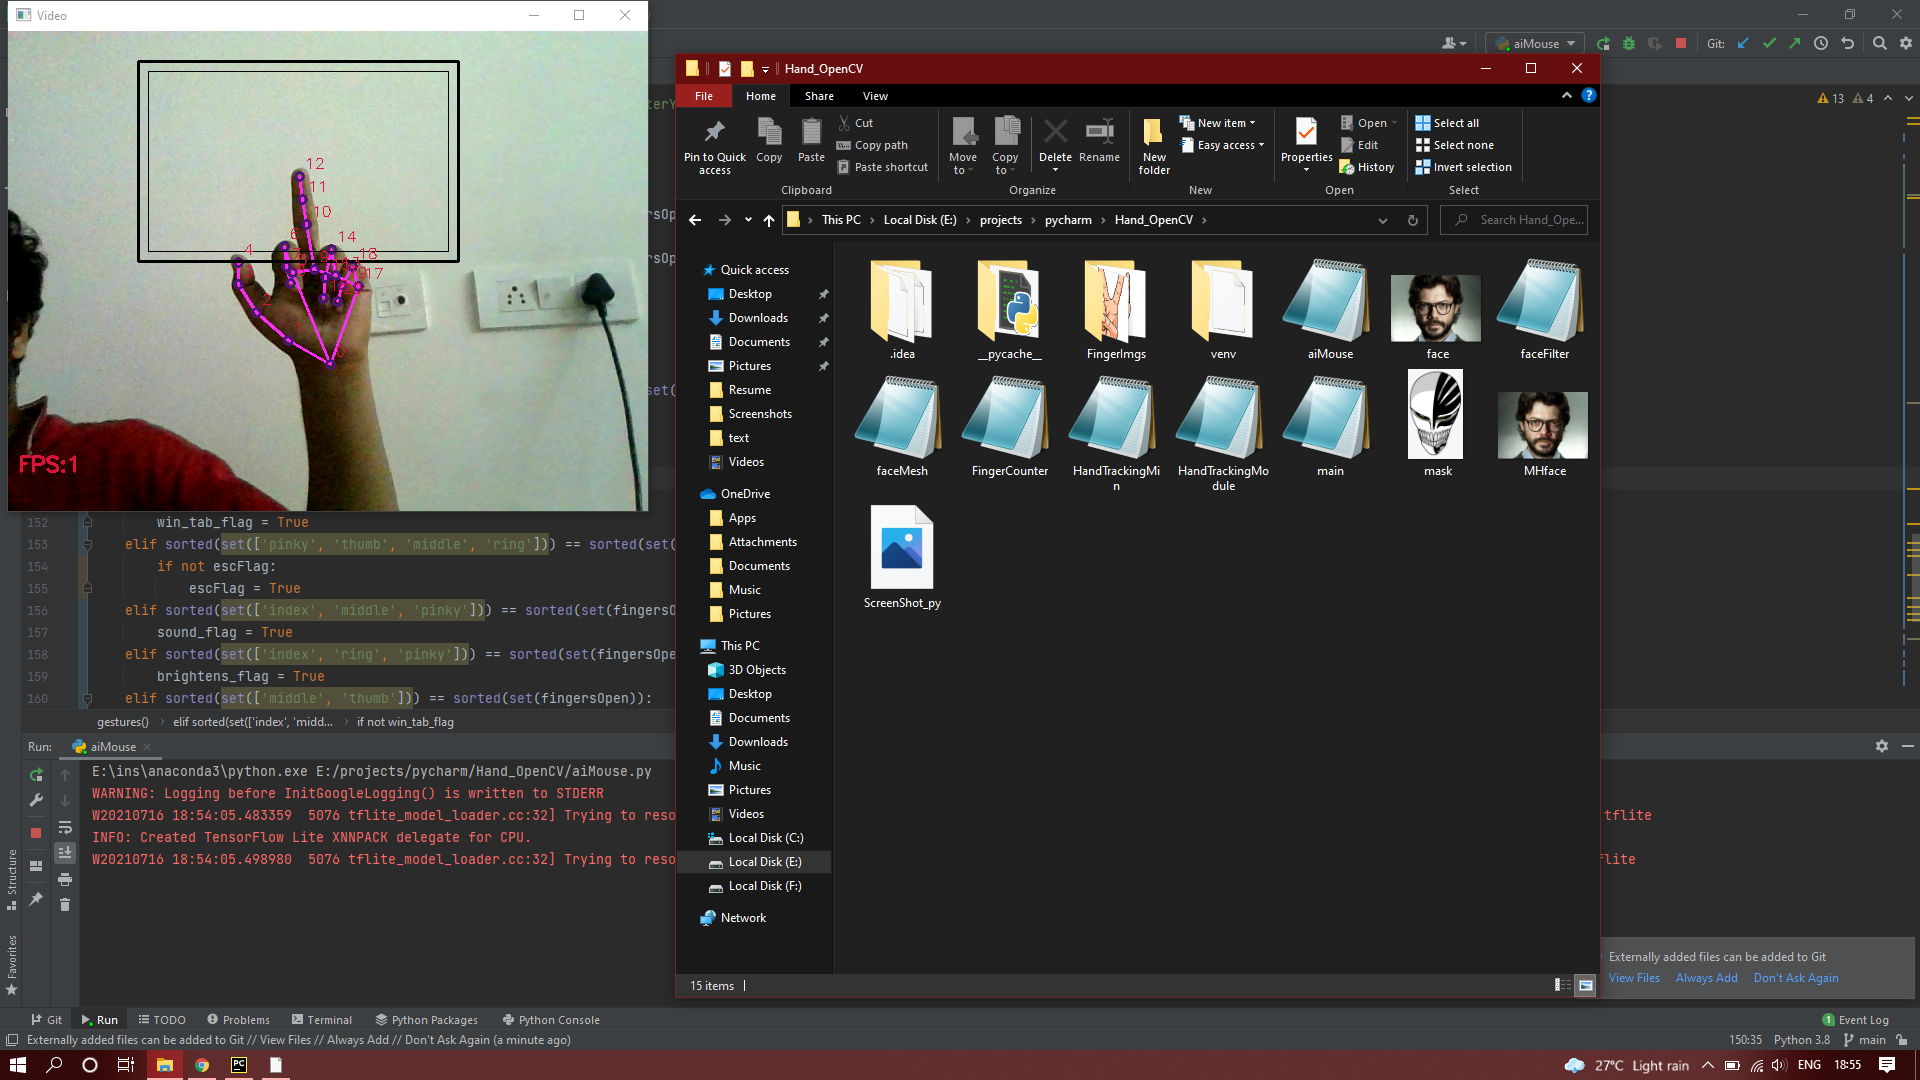 Video
12
11
10
14
4
6
18
17
2
FPS:1
aiMouse
Git:
13
4
152
win_tab_flag = True
153
elif sorted(set(['pinky', 'thumb', 'middle', 'ring'])) == sorted(set(
154
if not escFlag:
155
escFlag = True
156
elif sorted(set(['index', 'middle', 'pinky'])) == sorted(set(fingersO
157
sound_flag = True
158
elif sorted(set(['index', 'ring', 'pinky'])) == sorted(set(fingersOpe
159
brightens_flag = True
160
elif sorted(set(['middle', 'thumb'])) == sorted(set(fingersOpen)):
gestures()
elif sorted(set(['index', 'midd...
if not win_tab_flag
Run:
aiMouse
E:\ins\anaconda3\python.exe E:/projects/pycharm/Hand_OpenCV/aiMouse.py
WARNING: Logging before InitGoogleLogging() is written to STDERR
W20210716 18:54:05.483359  5076 tflite_model_loader.cc:32] Trying to reso
tflite
INFO: Created TensorFlow Lite XNNPACK delegate for CPU.
W20210716 18:54:05.498980  5076 tflite_model_loader.cc:32] Trying to reso
flite
Structure
Favorites
Hand_OpenCV
File
Home
Share
View
Pin to Quick access
Copy
Paste
Cut
Copy path
Paste shortcut
Clipboard
Move to
Copy to
Delete
Rename
Organize
New folder
New item
Easy access
New
Properties
Open
Edit
History
Open
Select all
Select none
Invert selection
Select
This PC
Local Disk (E:)
projects
pycharm
Hand_OpenCV
Search Hand_Ope...
Quick access
Desktop
Downloads
Documents
Pictures
Resume
Screenshots
text
Videos
OneDrive
Apps
Attachments
Documents
Music
Pictures
This PC
3D Objects
Desktop
Documents
Downloads
Music
Pictures
Videos
Local Disk (C:)
Local Disk (E:)
Local Disk (F:)
Network
.idea
__pycache__
FingerImgs
venv
aiMouse
face
faceFilter
faceMesh
FingerCounter
HandTrackingMi
n
HandTrackingMo
dule
main
mask
MHface
ScreenShot_py
15 items
Externally added files can be added to Git
View Files
Always Add
Don't Ask Again
Git
Run
TODO
Problems
Terminal
Python Packages
Python Console
1
Event Log
Externally added files can be added to Git // View Files // Always Add // Don't Ask Again (a minute ago)
150:35
Python 3.8
main
PC
27°C
Light rain
ENG
18:55